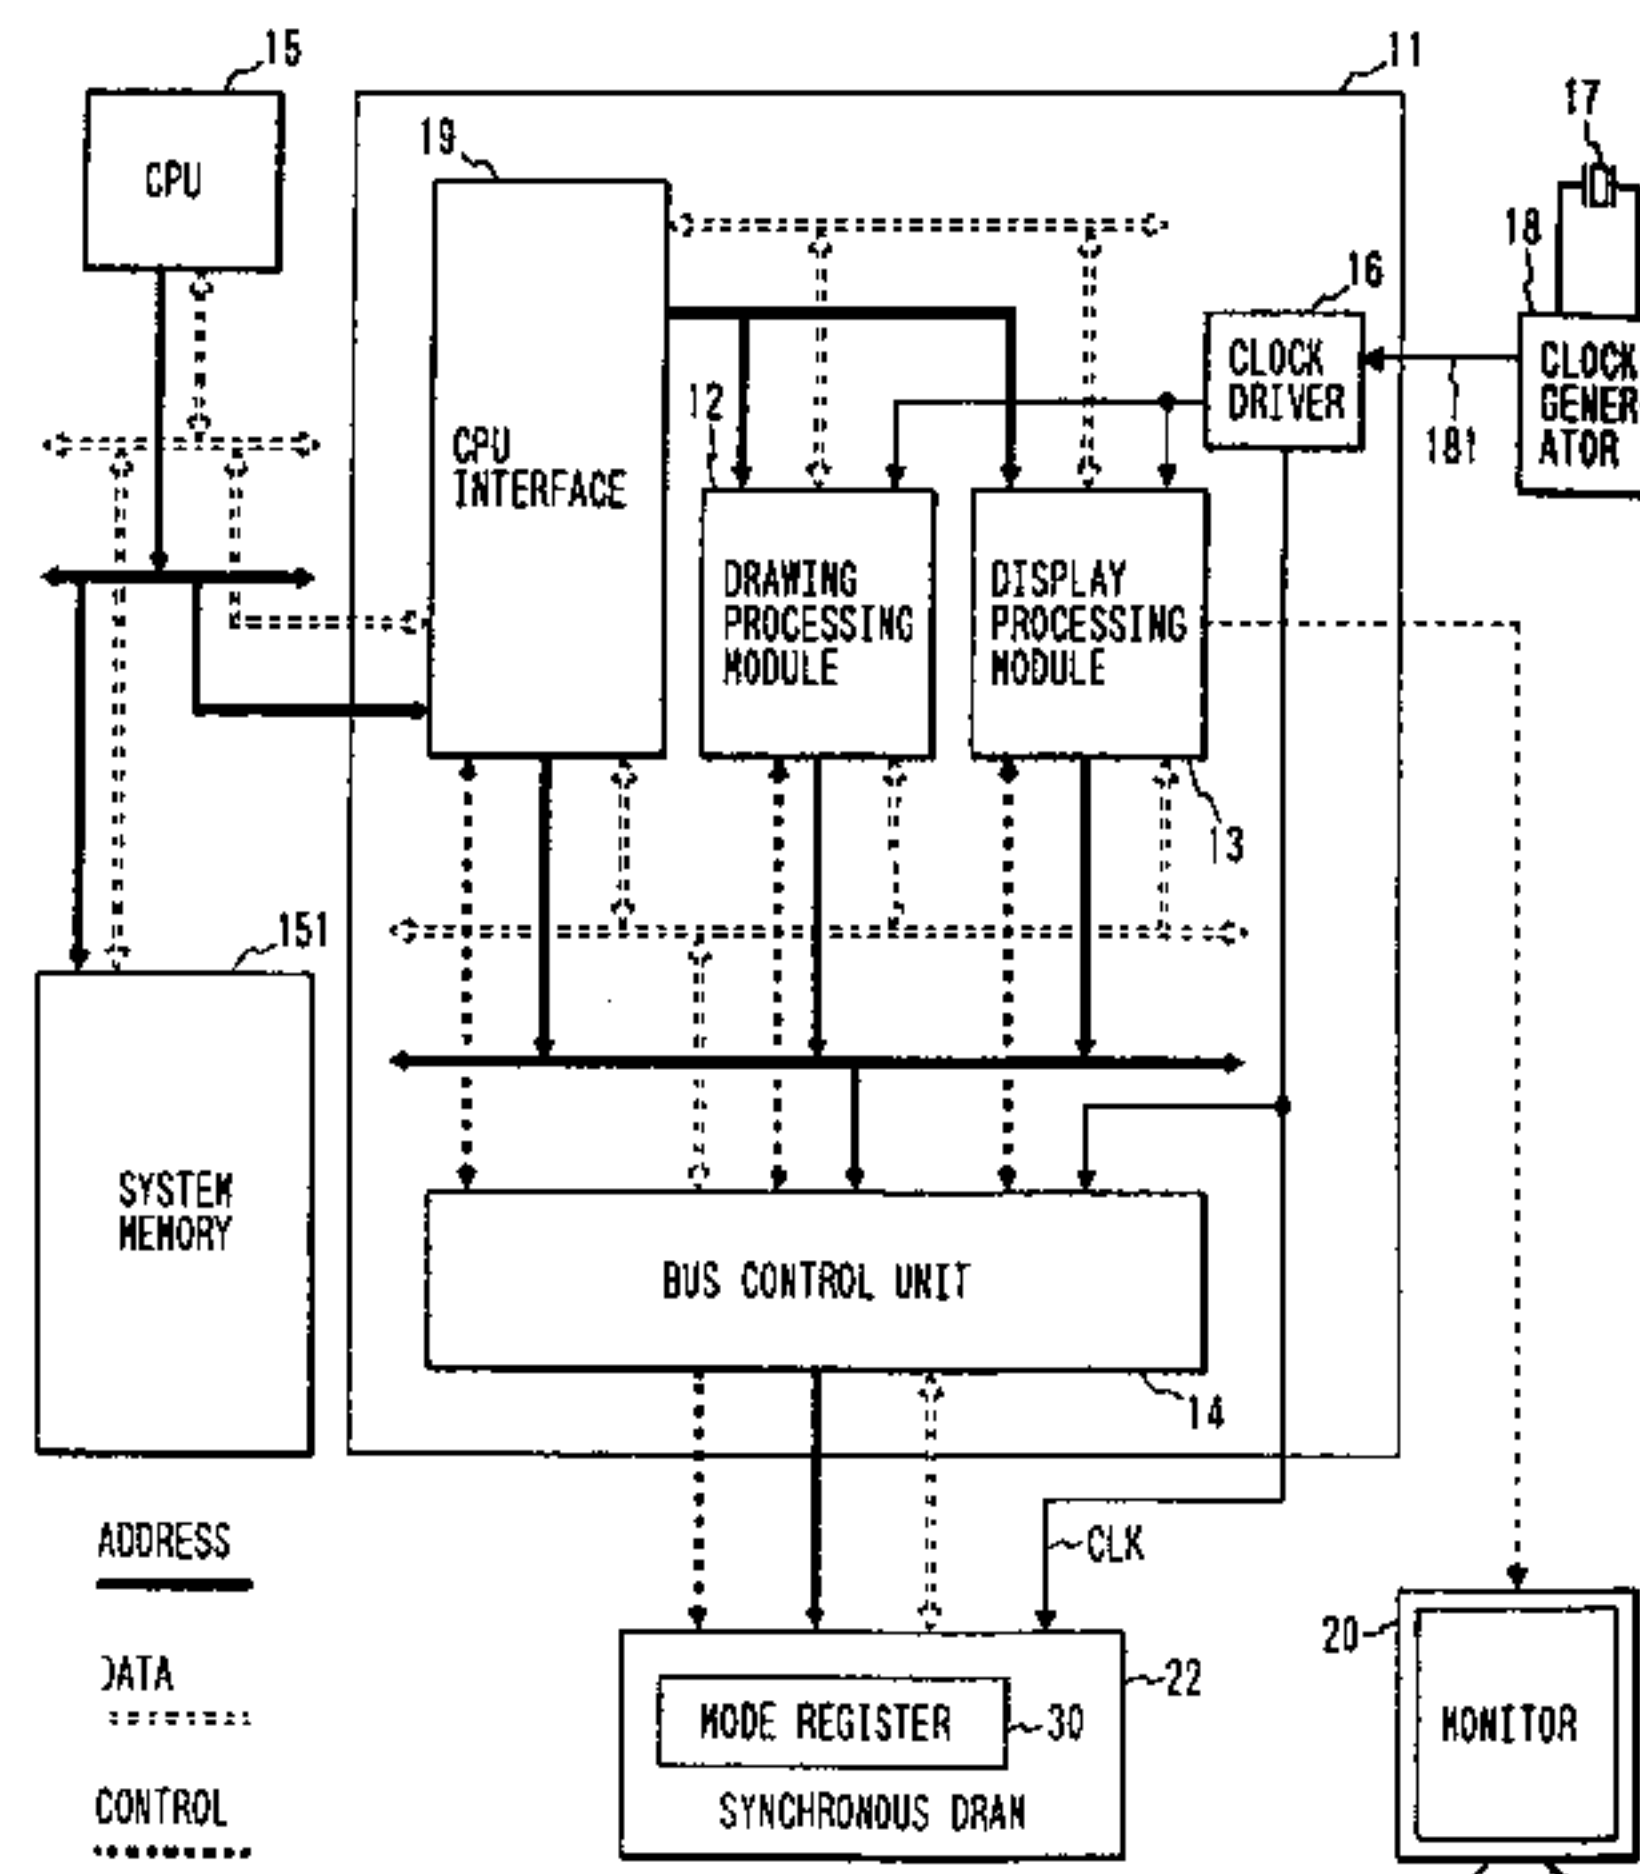 15
11
17
CPU
19
18
16
CLOCK
DRIVER
CLOCK
GENER
ATOR
181
12
CPU
INTERFACE
DRAWING
PROCESSING
MODULE
DISPLAY
PROCESSING
MODULE
13
151
SYSTEM
MEMORY
BUS CONTROL UNIT
14
ADDRESS
CLK
20
22
DATA
MODE REGISTER
30
MONITOR
CONTROL
SYNCHRONOUS DRAM